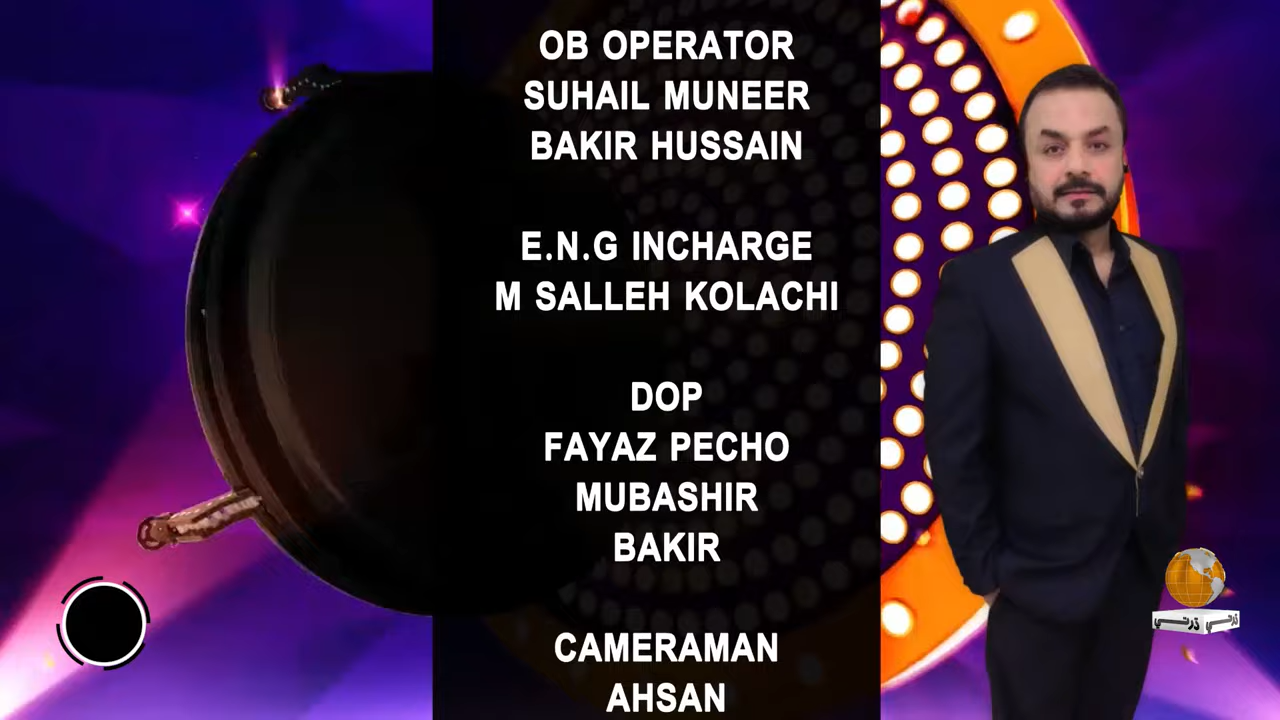 OB OPERATOR
SUHAIL MUNEER
BAKIR HUSSAIN
E.N.G INCHARGE
M SALLEH KOLACHI
DOP
FAYAZ PECHO
MUBASHIR
BAKIR
CAMERAMAN
AHSAN